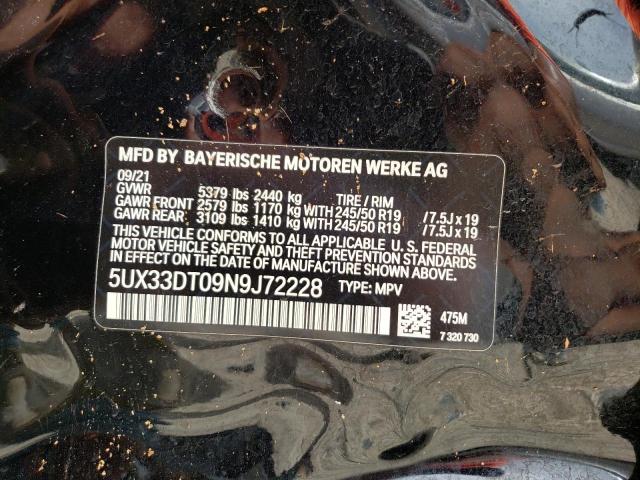 MFD BY BAYERISCHE MOTOREN WERKE AG
09/21
GVWR 5379 lbs 2440 kg TIRE / RIM
GAWR FRONT 2579 lbs 1170 kg WITH 245/50 R19 /7.5J x 19
GAWR REAR 3109 lbs 1410 kg WITH 245/50 R19 /7.5J x 19
THIS VEHICLE CONFORMS TO ALL APPLICABLE U. S. FEDERAL
MOTOR VEHICLE SAFETY AND THEFT PREVENTION STANDARDS
IN EFFECT ON THE DATE OF MANUFACTURE SHOWN ABOVE.
5UX33DT09N9J72228 TYPE: MPV
475M
7 320 730